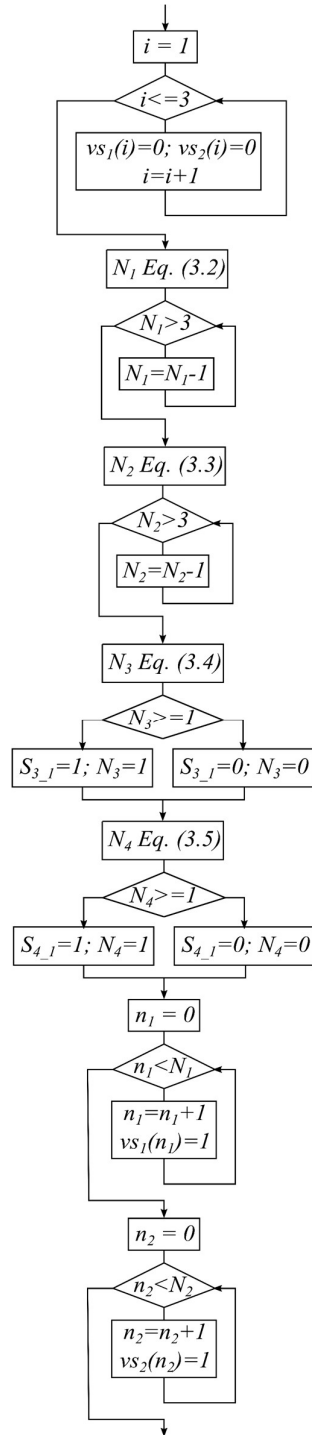 i = 1
i<=3
vs₁(i)=0; vs₂(i)=0
i=i+1
N₁ Eq. (3.2)
N₁>3
N₁=N₁-1
N₂ Eq. (3.3)
N₂>3
N₂=N₂-1
N₃ Eq. (3.4)
N₃>=1
S₃_₁=1; N₃=1
S₃_₁=0; N₃=0
N₄ Eq. (3.5)
N₄>=1
S₄_₁=1; N₄=1
S₄_₁=0; N₄=0
n₁ = 0
n₁<N₁
n₁=n₁+1
vs₁(n₁)=1
n₂ = 0
n₂<N₂
n₂=n₂+1
vs₂(n₂)=1